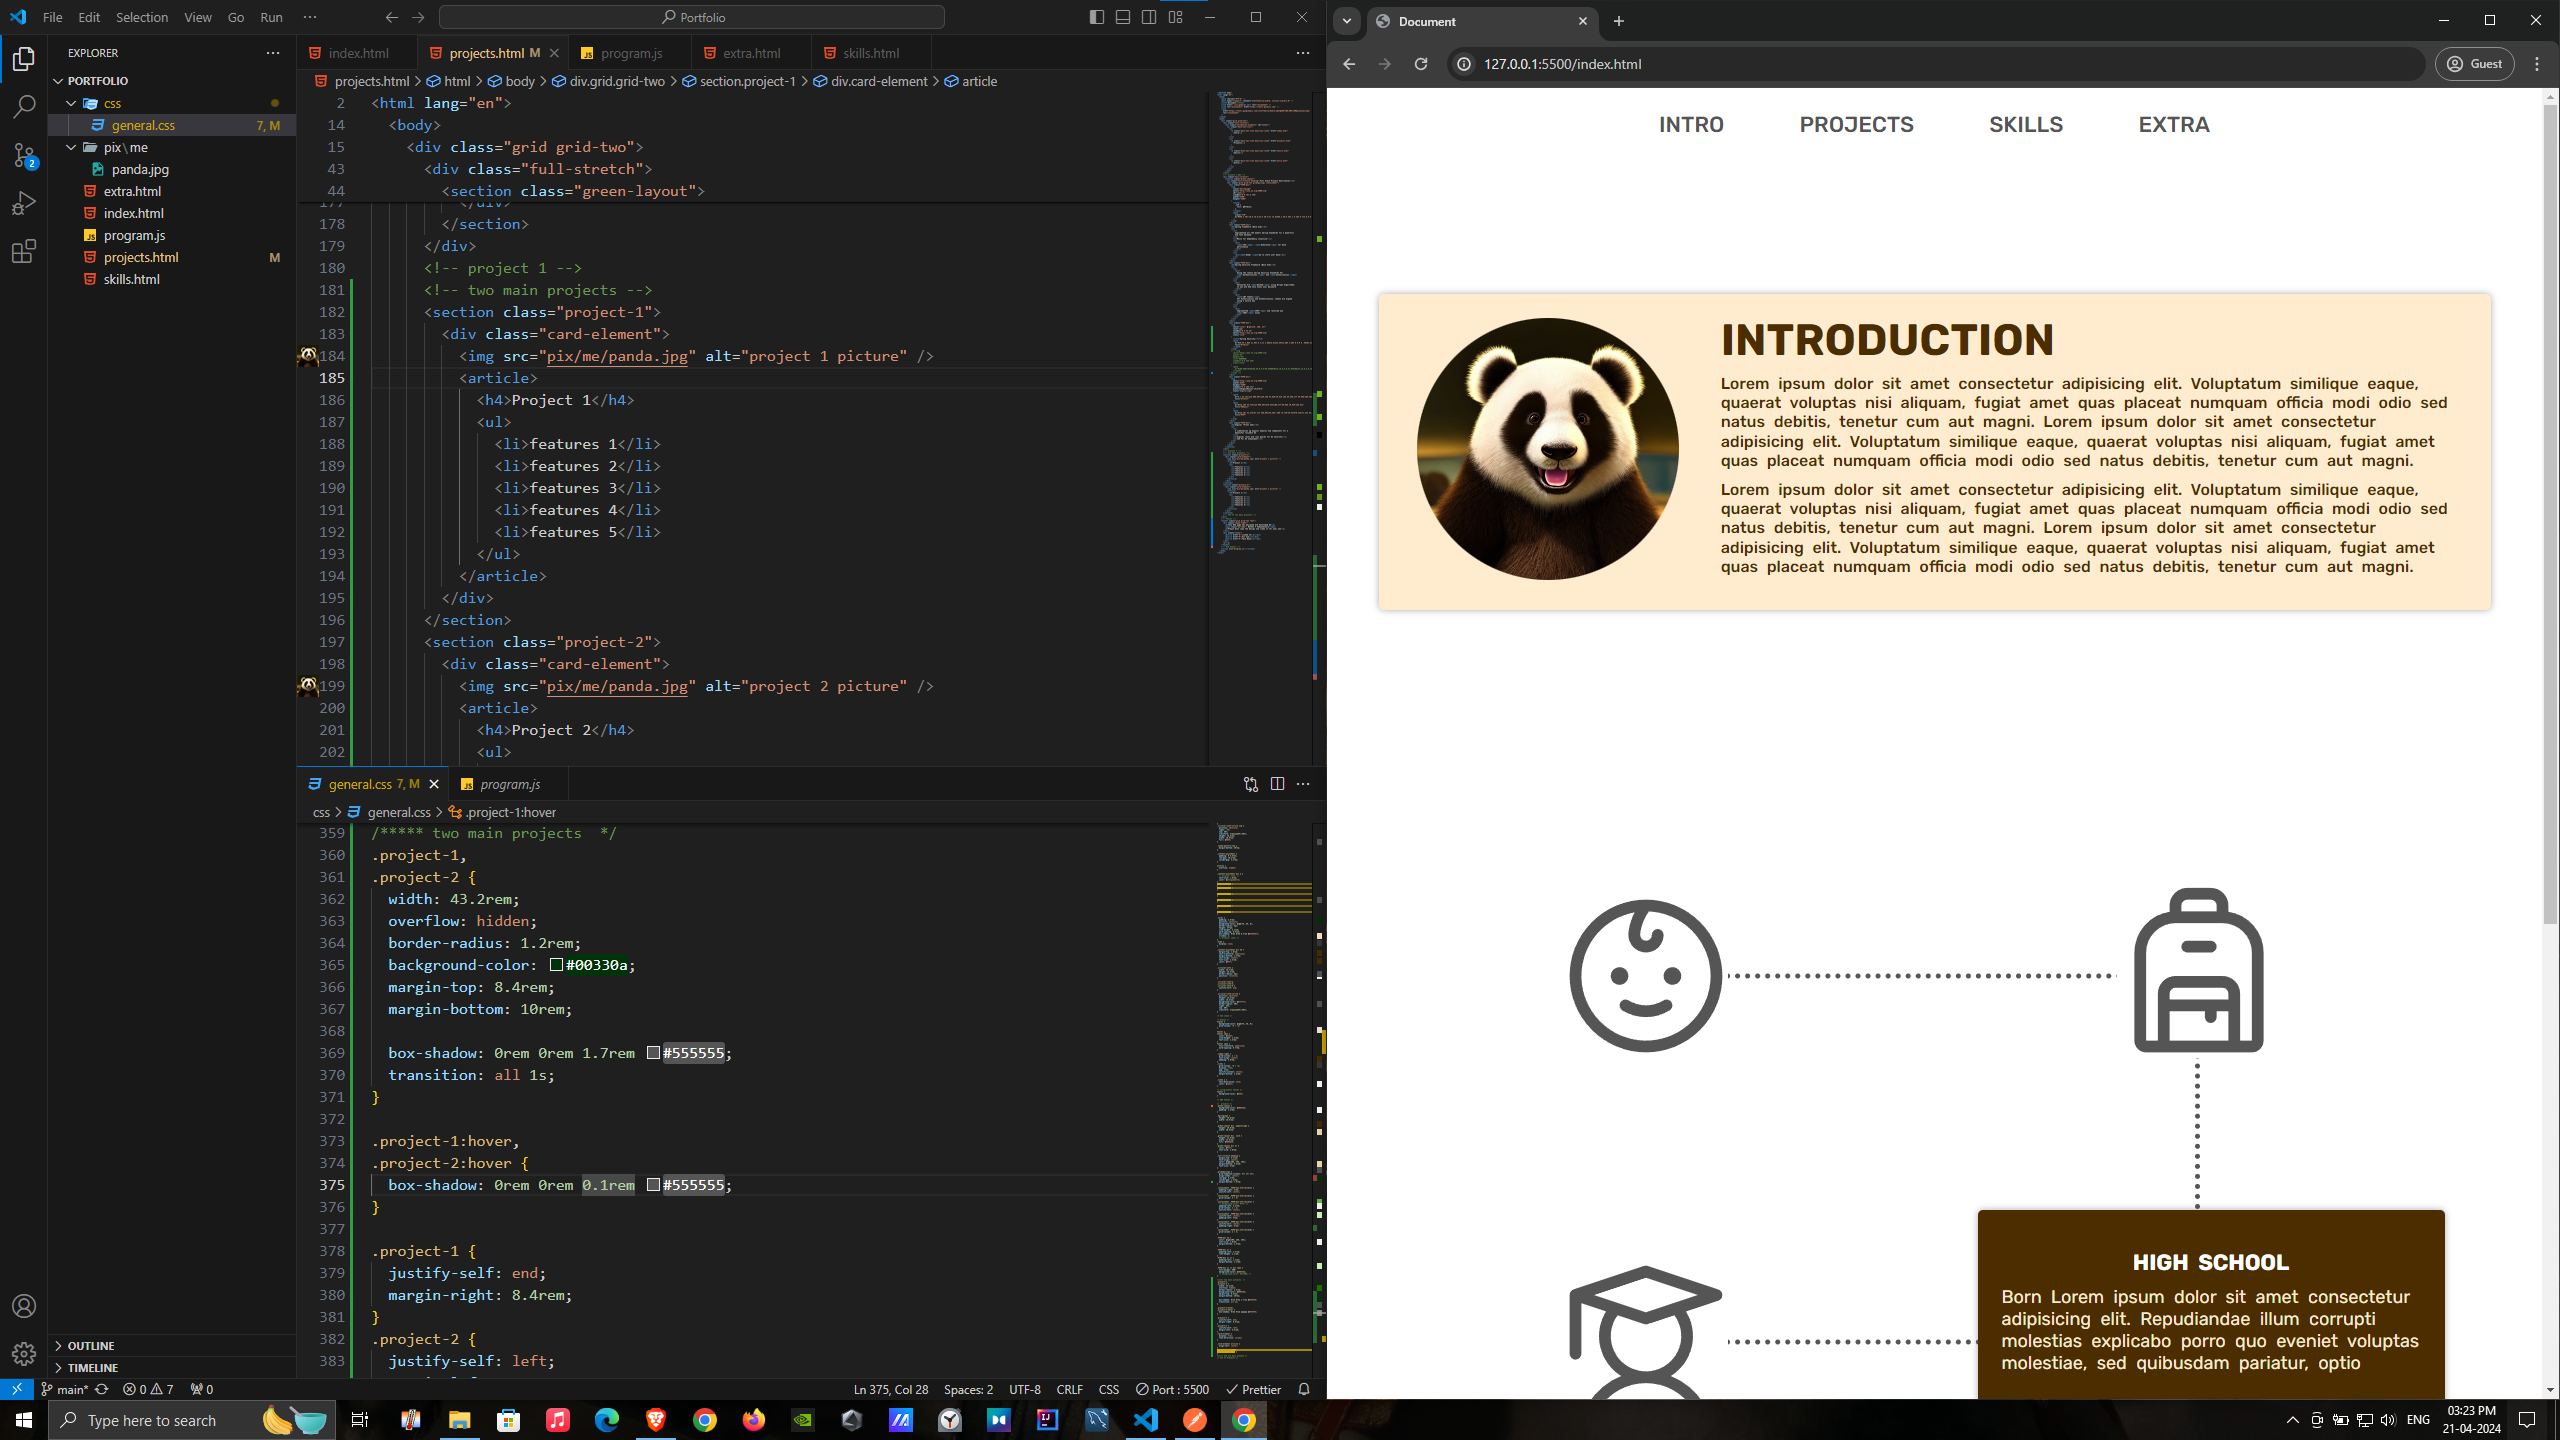 File Edit Selection View Go Run ··· Portfolio
EXPLORER
PORTFOLIO
css
general.css 7, M
pix\me
panda.jpg
extra.html
index.html
program.js
projects.html M
skills.html
OUTLINE
TIMELINE
2
index.html projects.html M program.js extra.html skills.html
projects.html > html > body > div.grid.grid-two > section.project-1 > div.card-element > article
2 <html lang="en">
14 <body>
15 <div class="grid grid-two">
43 <div class="full-stretch">
44 <section class="green-layout">
177 </div>
178 </section>
179 </div>
180 <!-- project 1 -->
181 <!-- two main projects -->
182 <section class="project-1">
183 <div class="card-element">
184 <img src="pix/me/panda.jpg" alt="project 1 picture" />
185 <article>
186 <h4>Project 1</h4>
187 <ul>
188 <li>features 1</li>
189 <li>features 2</li>
190 <li>features 3</li>
191 <li>features 4</li>
192 <li>features 5</li>
193 </ul>
194 </article>
195 </div>
196 </section>
197 <section class="project-2">
198 <div class="card-element">
199 <img src="pix/me/panda.jpg" alt="project 2 picture" />
200 <article>
201 <h4>Project 2</h4>
202 <ul>
general.css 7, M program.js
css > general.css > .project-1:hover
359 /***** two main projects  */
360 .project-1,
361 .project-2 {
362 width: 43.2rem;
363 overflow: hidden;
364 border-radius: 1.2rem;
365 background-color: #00330a;
366 margin-top: 8.4rem;
367 margin-bottom: 10rem;
368
369 box-shadow: 0rem 0rem 1.7rem #555555;
370 transition: all 1s;
371 }
372
373 .project-1:hover,
374 .project-2:hover {
375 box-shadow: 0rem 0rem 0.1rem #555555;
376 }
377
378 .project-1 {
379 justify-self: end;
380 margin-right: 8.4rem;
381 }
382 .project-2 {
383 justify-self: left;
main* 0 7 0 Ln 375, Col 28 Spaces: 2 UTF-8 CRLF CSS Port : 5500 Prettier
Document
127.0.0.1:5500/index.html Guest
INTRO PROJECTS SKILLS EXTRA
INTRODUCTION
Lorem ipsum dolor sit amet consectetur adipisicing elit. Voluptatum similique eaque,
quaerat voluptas nisi aliquam, fugiat amet quas placeat numquam officia modi odio sed
natus debitis, tenetur cum aut magni. Lorem ipsum dolor sit amet consectetur
adipisicing elit. Voluptatum similique eaque, quaerat voluptas nisi aliquam, fugiat amet
quas placeat numquam officia modi odio sed natus debitis, tenetur cum aut magni.
Lorem ipsum dolor sit amet consectetur adipisicing elit. Voluptatum similique eaque,
quaerat voluptas nisi aliquam, fugiat amet quas placeat numquam officia modi odio sed
natus debitis, tenetur cum aut magni. Lorem ipsum dolor sit amet consectetur
adipisicing elit. Voluptatum similique eaque, quaerat voluptas nisi aliquam, fugiat amet
quas placeat numquam officia modi odio sed natus debitis, tenetur cum aut magni.
HIGH SCHOOL
Born Lorem ipsum dolor sit amet consectetur
adipisicing elit. Repudiandae illum corrupti
molestias explicabo porro quo eveniet voluptas
molestiae, sed quibusdam pariatur, optio
Type here to search
ENG
03:23 PM
21-04-2024